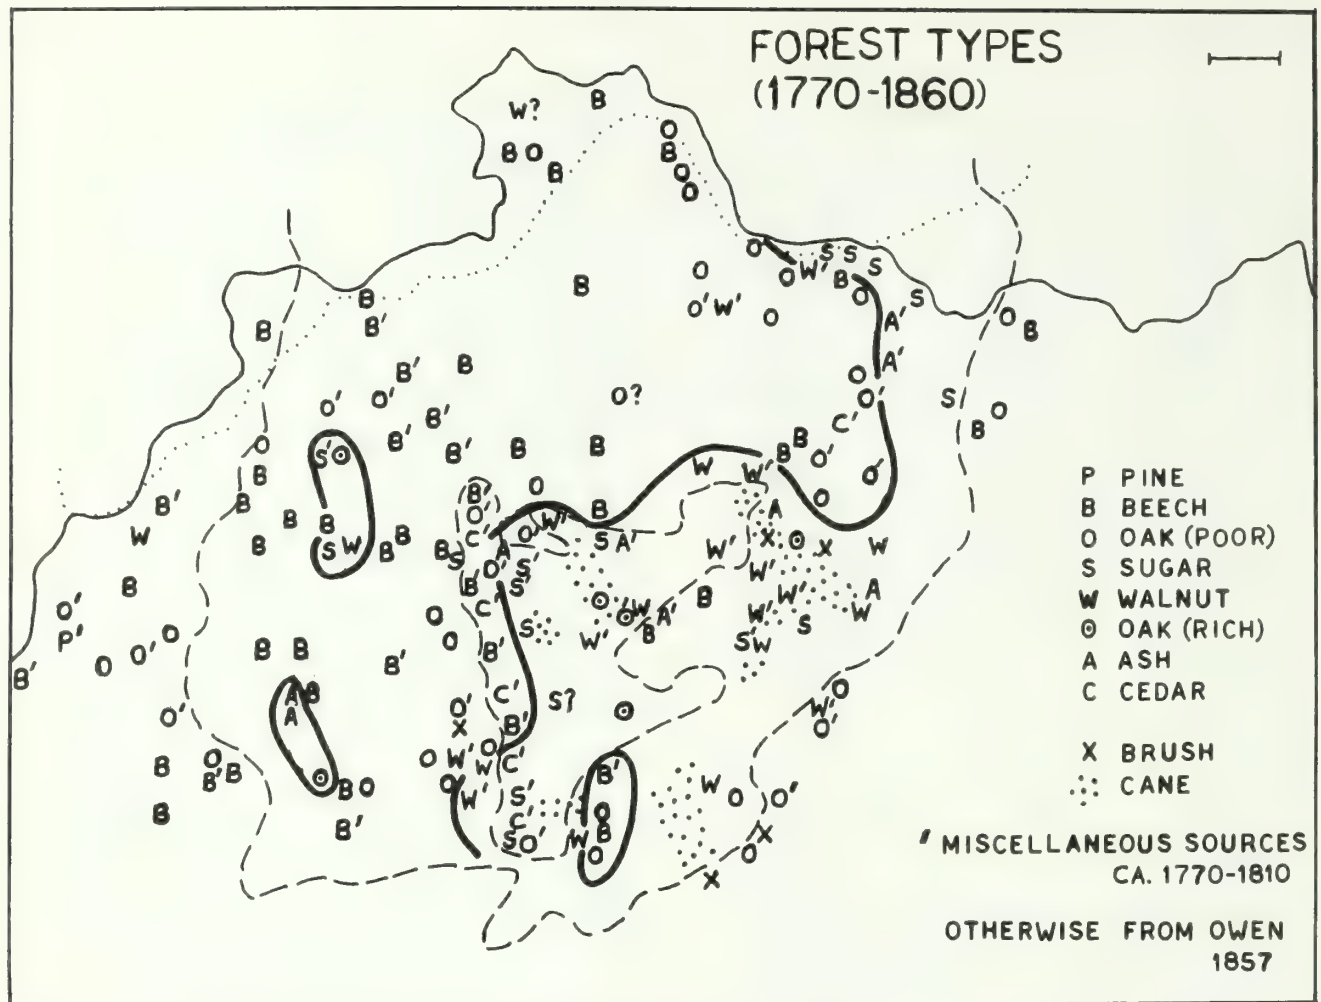 FOREST TYPES
(1770-1860)
W? B
B O B
O
B
O
O
O W' B S S S
B O O S
B B' O' W' O A' O B
B' B O A'
O' O' O? O' S O
B' C' B
O B' B' B B B B O' O'
S' ⊙
B B' O W W' B
B' B B' O' B O A
W B S W B B B S C' A O W' S A' W' X ⊙ X W
B B' O' S' S' W' A
O' C' ⊙ ⊙ W' A' B W' W' W
P' O O' O B B O O B' S W' B S' W S
B' B' C' S? ⊙ O
A B A
O' O' X B' W' O'
B O B' B O W' O W' C' B'
⊙ B O O W' S' W O O'
B B' C' O B X
S O' W O O
X
P PINE
B BEECH
O OAK (POOR)
S SUGAR
W WALNUT
⊙ OAK (RICH)
A ASH
C CEDAR
X BRUSH
CANE
' MISCELLANEOUS SOURCES
CA. 1770-1810
OTHERWISE FROM OWEN
1857